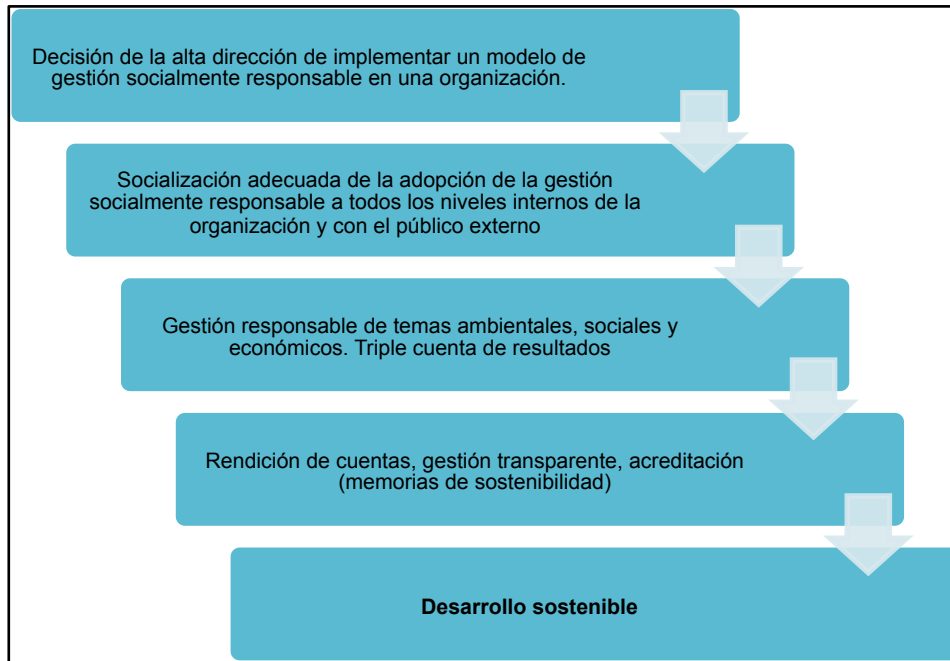 Decisión de la alta dirección de implementar un modelo de
gestión socialmente responsable en una organización.
Socialización adecuada de la adopción de la gestión
socialmente responsable a todos los niveles internos de la
organización y con el público externo
Gestión responsable de temas ambientales, sociales y
económicos. Triple cuenta de resultados
Rendición de cuentas, gestión transparente, acreditación
(memorias de sostenibilidad)
Desarrollo sostenible